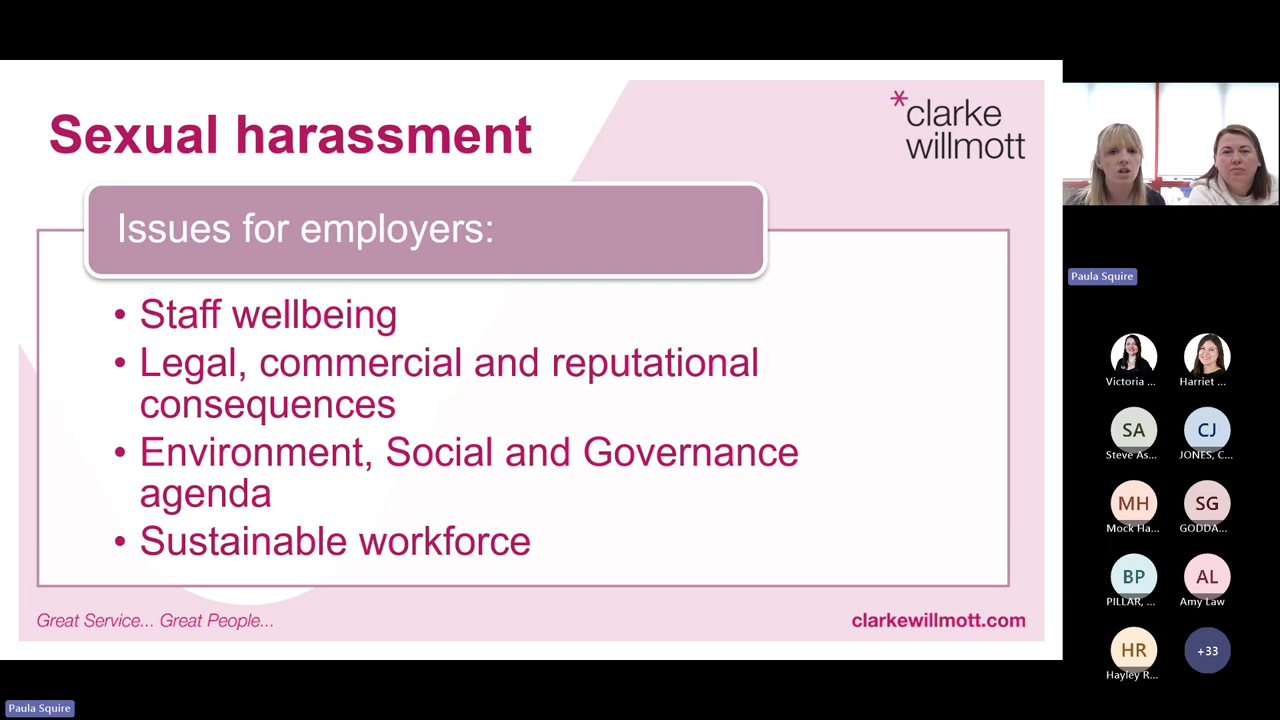 Sexual harassment
*clarke
willmott
Issues for employers:
• Staff wellbeing
• Legal, commercial and reputational
consequences
• Environment, Social and Governance
agenda
• Sustainable workforce
Great Service... Great People...
clarkewillmott.com
Paula Squire
Victoria ...
Harriet ...
SA
Steve As...
CJ
JONES, C...
MH
Mock Ha...
SG
GODDA...
BP
PILLAR, ...
AL
Amy Law
HR
Hayley R...
+33
Paula Squire